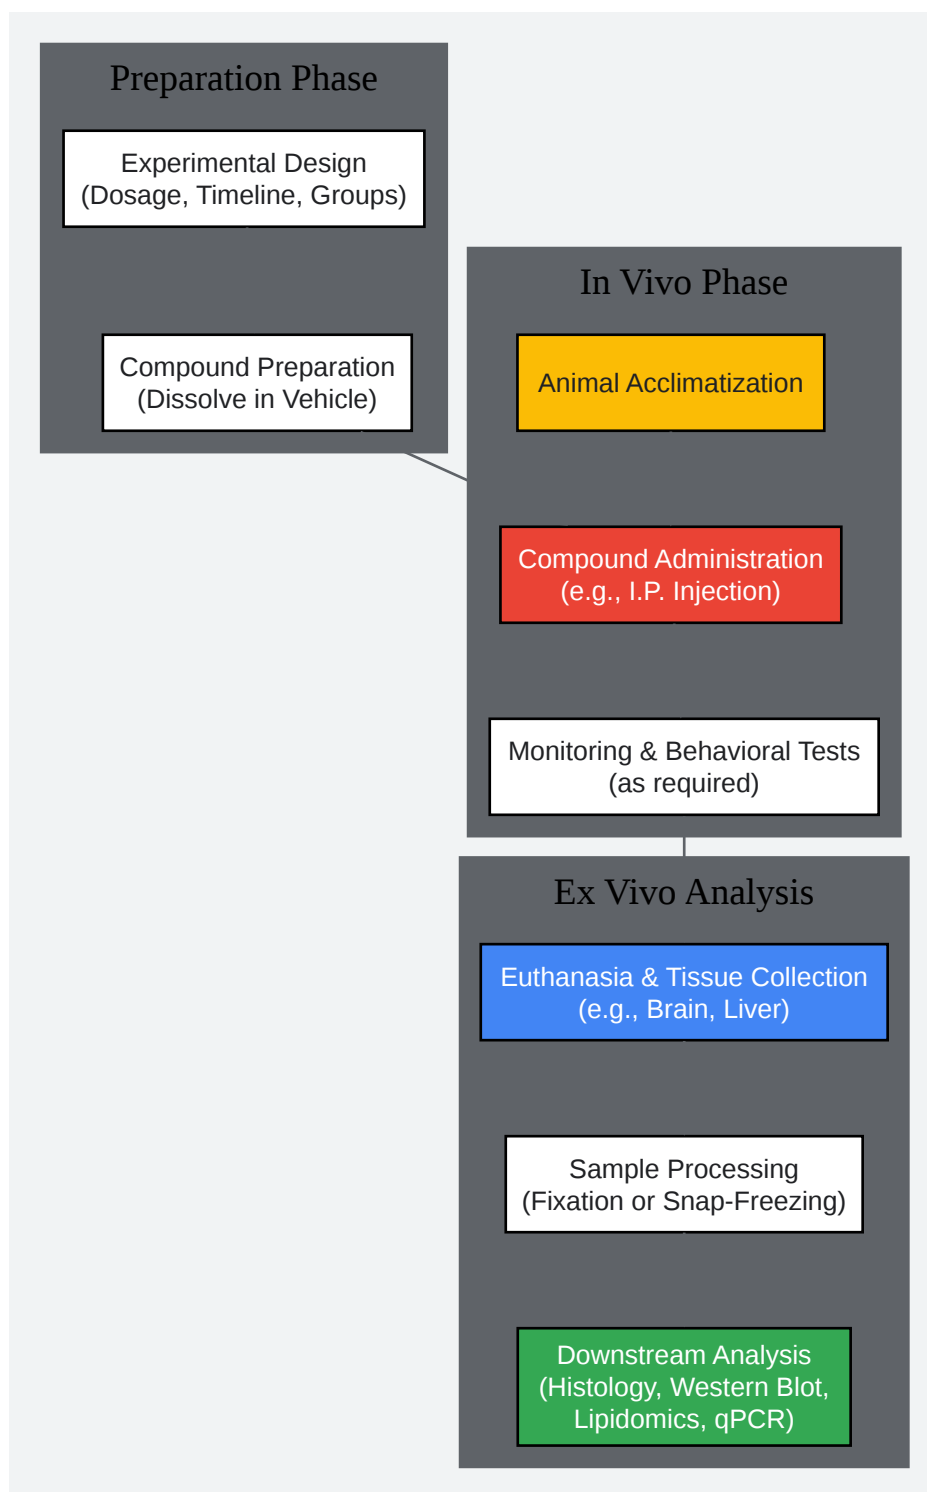 Preparation Phase
Experimental Design
(Dosage, Timeline, Groups)
Compound Preparation
(Dissolve in Vehicle)
In Vivo Phase
Animal Acclimatization
Compound Administration
(e.g., I.P. Injection)
Monitoring & Behavioral Tests
(as required)
Ex Vivo Analysis
Euthanasia & Tissue Collection
(e.g., Brain, Liver)
Sample Processing
(Fixation or Snap-Freezing)
Downstream Analysis
(Histology, Western Blot,
Lipidomics, qPCR)